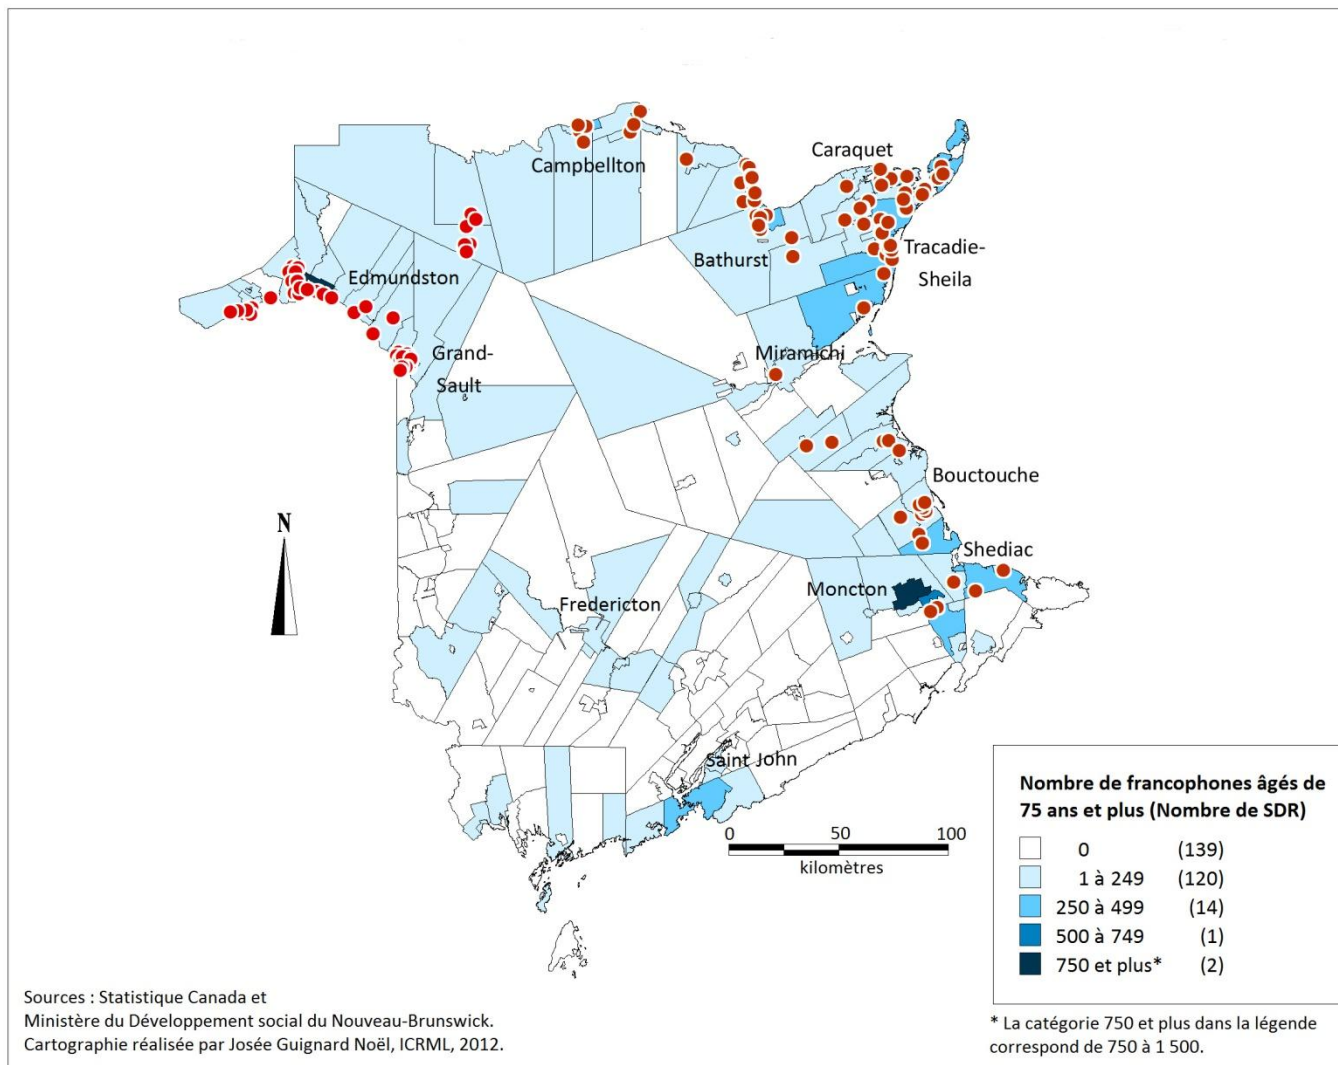 Campbellton
Caraquet
Bathurst
Tracadie-
Sheila
Edmundston
Grand-
Sault
Miramichi
Bouctouche
N
Shediac
Moncton
Fredericton
Saint John
0 50 100
kilomètres
Nombre de francophones âgés de
75 ans et plus (Nombre de SDR)
0 (139)
1 à 249 (120)
250 à 499 (14)
500 à 749 (1)
750 et plus* (2)
* La catégorie 750 et plus dans la légende
correspond de 750 à 1 500.
Sources : Statistique Canada et
Ministère du Développement social du Nouveau-Brunswick.
Cartographie réalisée par Josée Guignard Noël, ICRML, 2012.